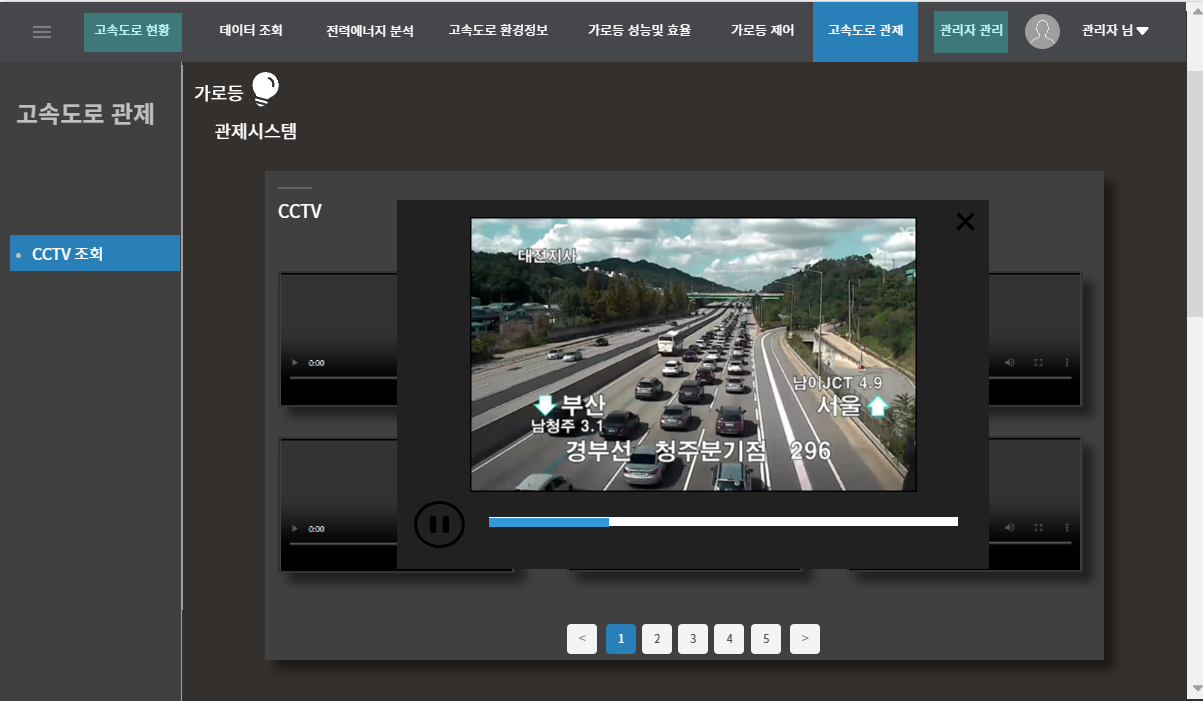 고속도로 현황 데이터 조회 전력에너지 분석 고속도로 환경정보 가로등 성능및 효율 가로등 제어 고속도로 관제 관리자 관리 관리자 님
고속도로 관제
CCTV 조회
가로등
관제시스템
CCTV
대전지사
남이JCT 4.9
부산 서울
남청주 3.1
경부선 청주분기점 296
0:00
0:00
< 1 2 3 4 5 >